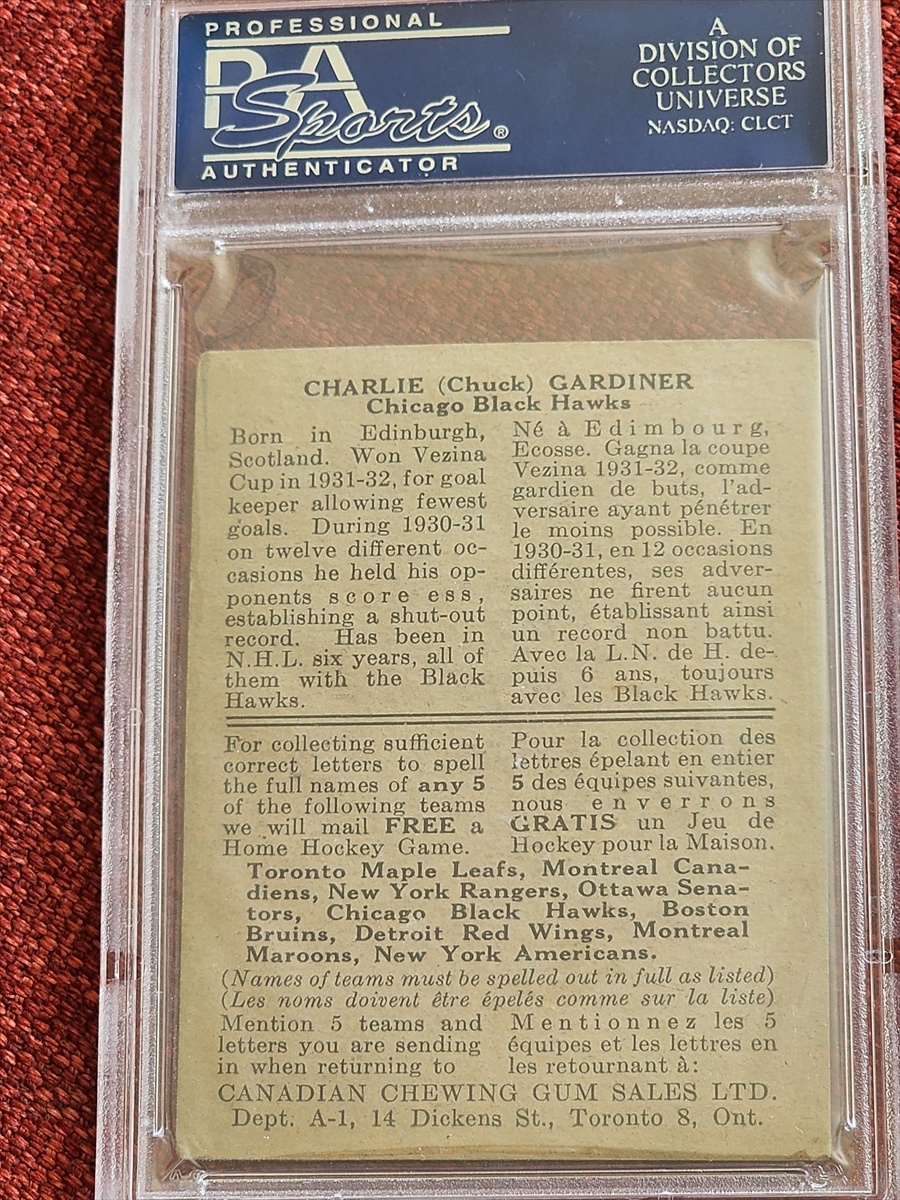 PROFESSIONAL
PSA
Sports®
AUTHENTICATOR
A
DIVISION OF
COLLECTORS
UNIVERSE
NASDAQ: CLCT
CHARLIE (Chuck) GARDINER
Chicago Black Hawks
Born in Edinburgh,
Scotland. Won Vezina
Cup in 1931-32, for goal
keeper allowing fewest
goals. During 1930-31
on twelve different oc-
casions he held his op-
ponents score ess,
establishing a shut-out
record. Has been in
N.H.L. six years, all of
them with the Black
Hawks.
Né à Edimbourg,
Ecosse. Gagna la coupe
Vezina 1931-32, comme
gardien de buts, l'ad-
versaire ayant pénétrer
le moins possible. En
1930-31, en 12 occasions
différentes, ses adver-
saires ne firent aucun
point, établissant ainsi
un record non battu.
Avec la L.N. de H. de-
puis 6 ans, toujours
avec les Black Hawks.
For collecting sufficient
correct letters to spell
the full names of any 5
of the following teams
we will mail FREE a
Home Hockey Game.
Pour la collection des
lettres épelant en entier
5 des équipes suivantes,
nous enverrons
GRATIS un Jeu de
Hockey pour la Maison.
Toronto Maple Leafs, Montreal Cana-
diens, New York Rangers, Ottawa Sena-
tors, Chicago Black Hawks, Boston
Bruins, Detroit Red Wings, Montreal
Maroons, New York Americans.
(Names of teams must be spelled out in full as listed)
(Les noms doivent être épelés comme sur la liste)
Mention 5 teams and
letters you are sending
in when returning to
Mentionnez les 5
équipes et les lettres en
les retournant à:
CANADIAN CHEWING GUM SALES LTD.
Dept. A-1, 14 Dickens St., Toronto 8, Ont.